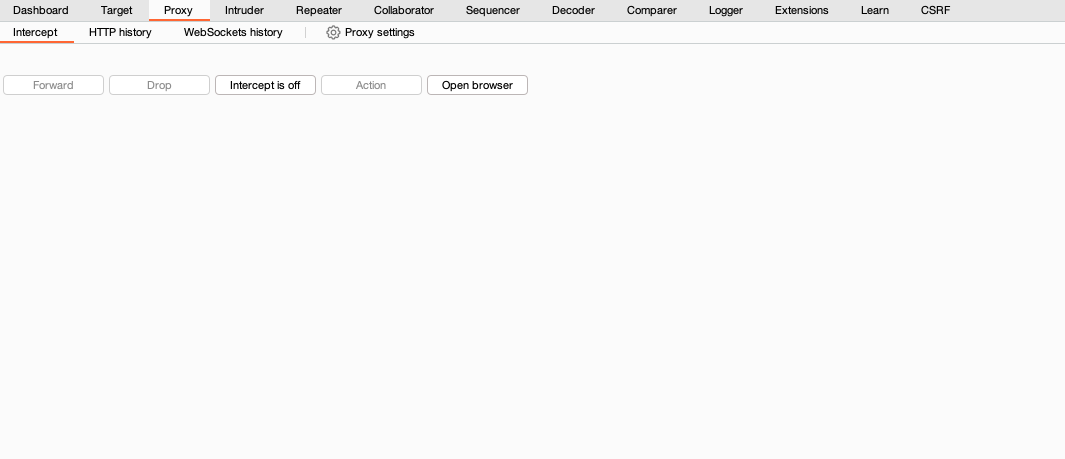 Dashboard Target Proxy Intruder Repeater Collaborator Sequencer Decoder Comparer Logger Extensions Learn CSRF
Intercept HTTP history WebSockets history Proxy settings
Forward Drop Intercept is off Action Open browser